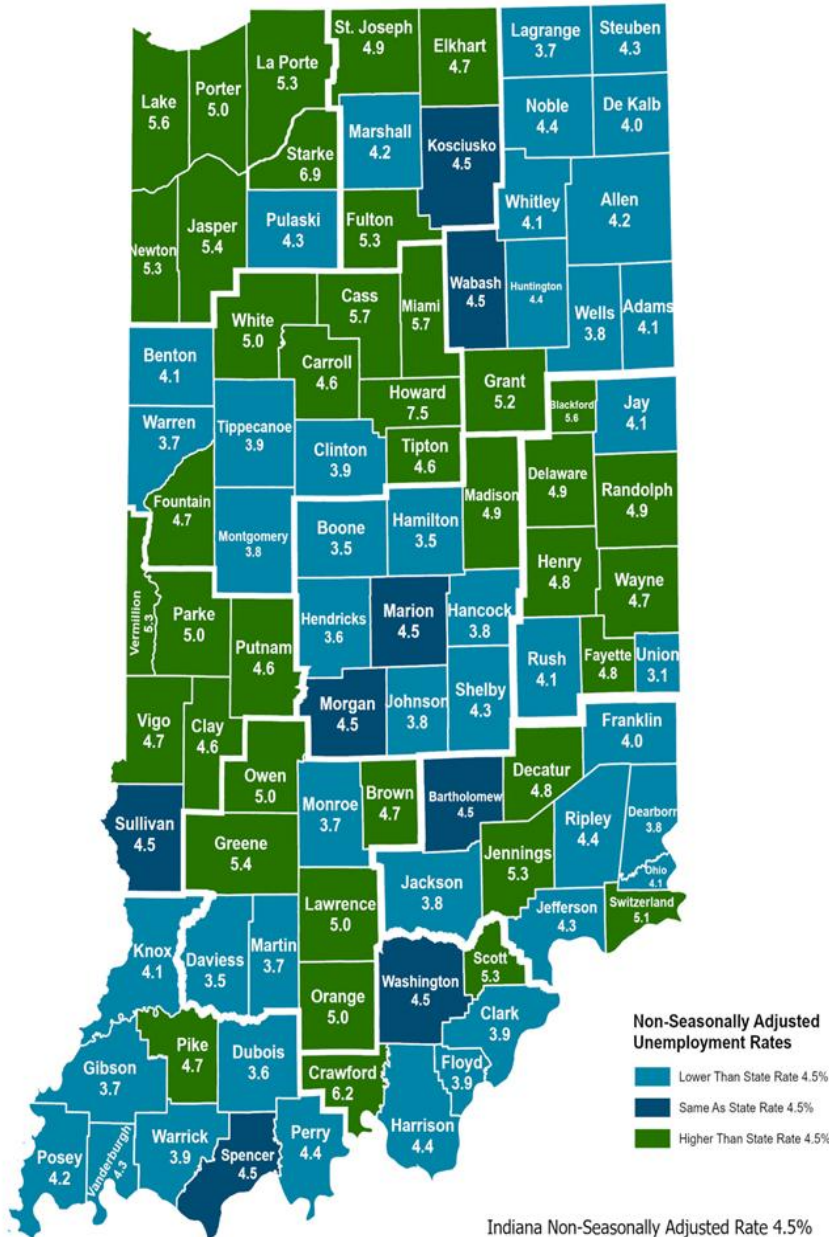 St. Joseph
4.9
Elkhart
4.7
Lagrange
3.7
Steuben
4.3
La Porte
5.3
Porter
5.0
Lake
5.6
Noble
4.4
De Kalb
4.0
Marshall
4.2
Kosciusko
4.5
Starke
6.9
Whitley
4.1
Allen
4.2
Newton
5.3
Jasper
5.4
Pulaski
4.3
Fulton
5.3
Wabash
4.5
Huntington
4.4
Wells
3.8
Adams
4.1
White
5.0
Cass
5.7
Miami
5.7
Benton
4.1
Carroll
4.6
Howard
7.5
Grant
5.2
Blackford
5.6
Jay
4.1
Warren
3.7
Tippecanoe
3.9
Clinton
3.9
Tipton
4.6
Madison
4.9
Delaware
4.9
Randolph
4.9
Fountain
4.7
Montgomery
3.8
Boone
3.5
Hamilton
3.5
Henry
4.8
Wayne
4.7
Vermillion
5.3
Parke
5.0
Putnam
4.6
Hendricks
3.6
Marion
4.5
Hancock
3.8
Rush
4.1
Fayette
4.8
Union
3.1
Vigo
4.7
Clay
4.6
Owen
5.0
Morgan
4.5
Johnson
3.8
Shelby
4.3
Franklin
4.0
Decatur
4.8
Sullivan
4.5
Greene
5.4
Monroe
3.7
Brown
4.7
Bartholomew
4.5
Ripley
4.4
Dearborn
3.8
Ohio
4.1
Jennings
5.3
Jackson
3.8
Lawrence
5.0
Jefferson
4.3
Switzerland
5.1
Knox
4.1
Daviess
3.5
Martin
3.7
Orange
5.0
Washington
4.5
Scott
5.3
Clark
3.9
Gibson
3.7
Pike
4.7
Dubois
3.6
Crawford
6.2
Floyd
3.9
Harrison
4.4
Posey
4.2
Vanderburgh
4.3
Warrick
3.9
Spencer
4.5
Perry
4.4
Non-Seasonally Adjusted
Unemployment Rates
Lower Than State Rate 4.5%
Same As State Rate 4.5%
Higher Than State Rate 4.5%
Indiana Non-Seasonally Adjusted Rate 4.5%